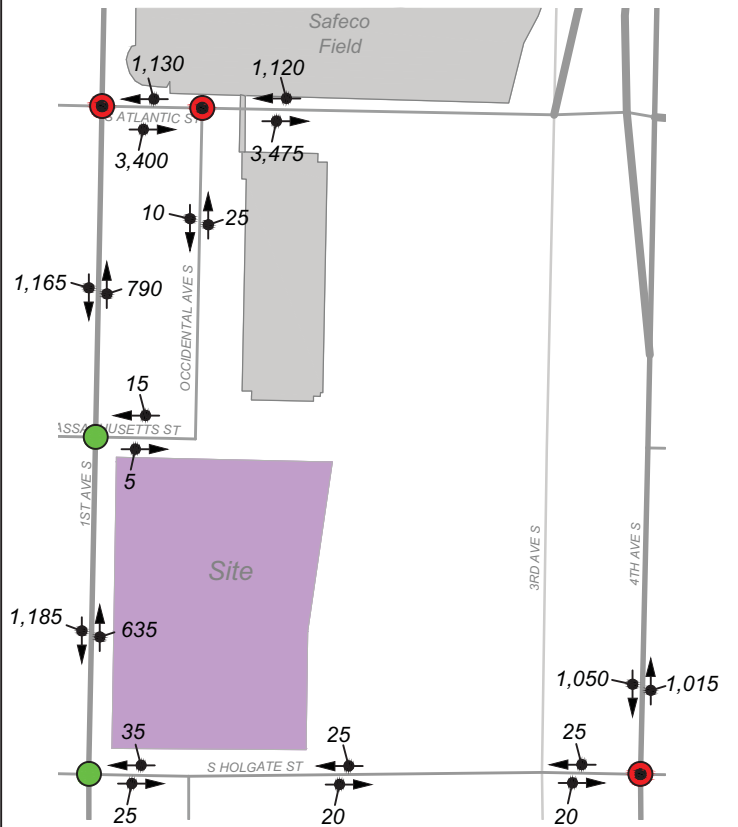 Safeco
Field
1,130
1,120
S ATLANTIC ST
3,400
3,475
10
25
1,165
790
OCCIDENTAL AVE S
15
ASSACHUSETTS ST
5
1ST AVE S
Site
3RD AVE S
4TH AVE S
1,185
635
1,050
1,015
35
25
25
S HOLGATE ST
25
20
20